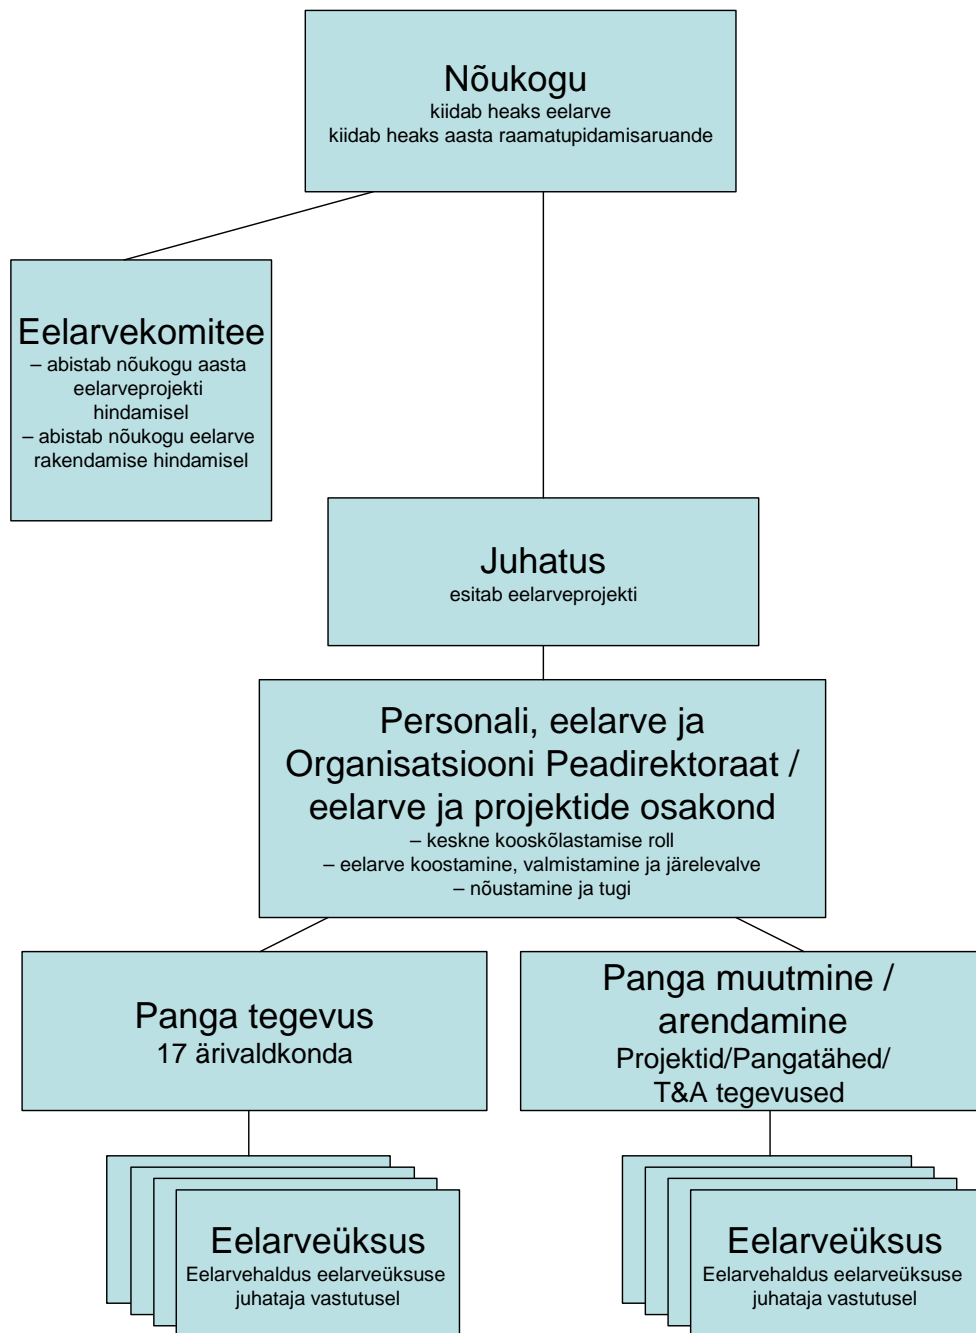 Nõukogu
kiidab heaks eelarve
kiidab heaks aasta raamatupidamisaruande
Eelarvekomitee
– abistab nõukogu aasta
eelarveprojekti
hindamisel
– abistab nõukogu eelarve
rakendamise hindamisel
Juhatus
esitab eelarveprojekti
Personali, eelarve ja
Organisatsiooni Peadirektoraat /
eelarve ja projektide osakond
– keskne kooskõlastamise roll
– eelarve koostamine, valmistamine ja järelevalve
– nõustamine ja tugi
Panga tegevus
17 ärivaldkonda
Panga muutmine /
arendamine
Projektid/Pangatähed/
T&A tegevused
Eelarveüksus
Eelarvehaldus eelarveüksuse
juhataja vastutusel
Eelarveüksus
Eelarvehaldus eelarveüksuse
juhataja vastutusel